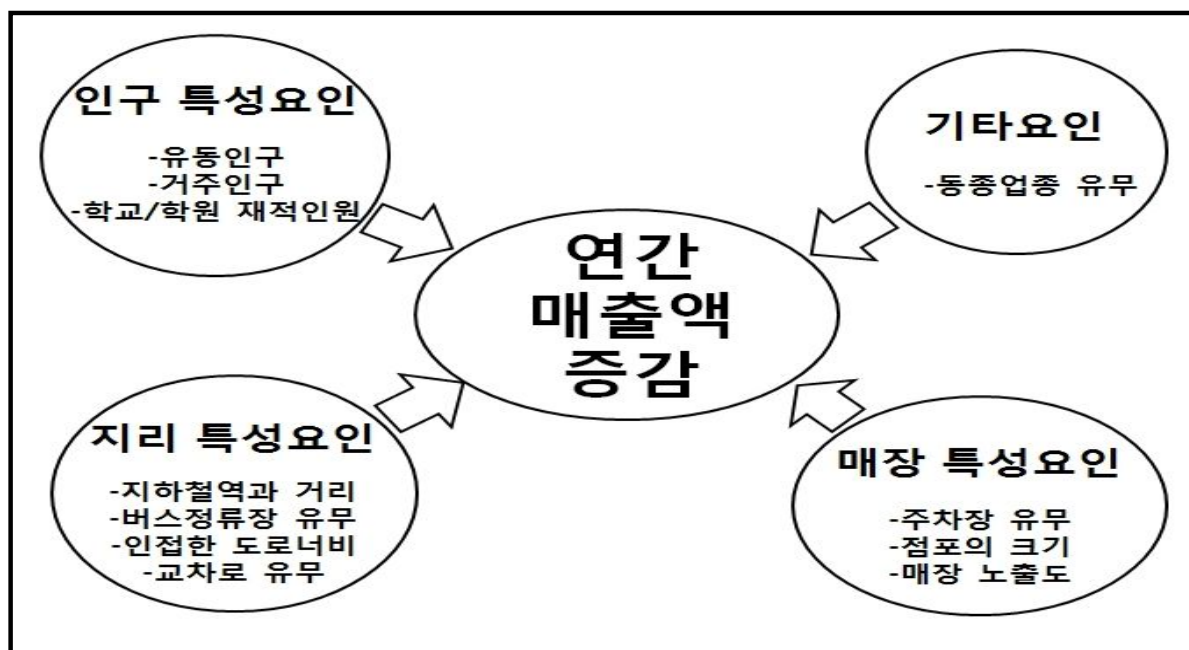 인구 특성요인
-유동인구
-거주인구
-학교/학원 재적인원
기타요인
-동종업종 유무
연간
매출액
증감
지리 특성요인
-지하철역과 거리
-버스정류장 유무
-인접한 도로너비
-교차로 유무
매장 특성요인
-주차장 유무
-점포의 크기
-매장 노출도